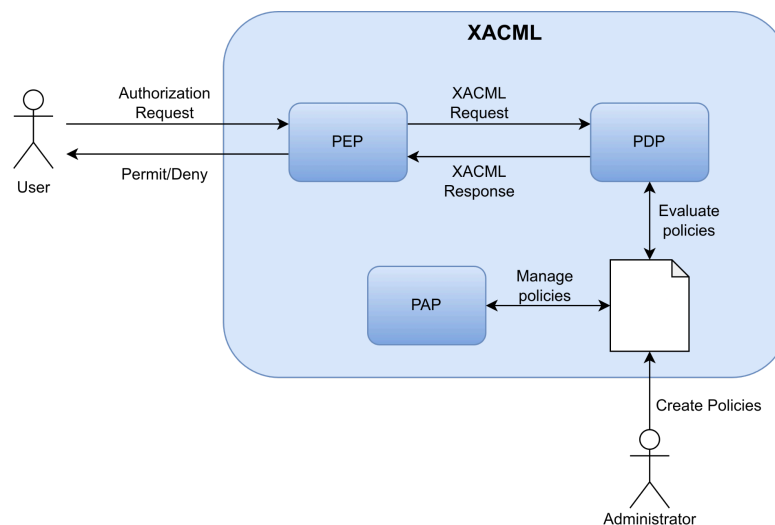 XACML
Authorization
Request
XACML
Request
PEP
PDP
User
Permit/Deny
XACML
Response
Evaluate
policies
Manage
policies
PAP
Create Policies
Administrator